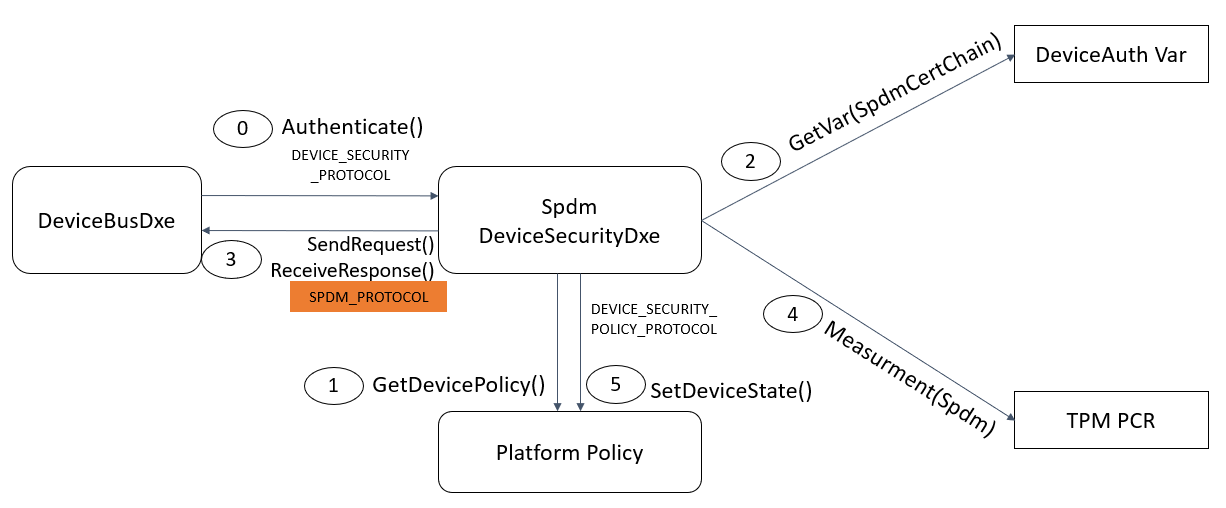 DeviceAuth Var
GetVar(SpdmCertChain)
0
Authenticate()
DEVICE_SECURITY
_PROTOCOL
2
DeviceBusDxe
Spdm
DeviceSecurityDxe
3
SendRequest()
ReceiveResponse()
SPDM_PROTOCOL
DEVICE_SECURITY_
POLICY_PROTOCOL
4
Measurment(Spdm)
1
GetDevicePolicy()
5
SetDeviceState()
TPM PCR
Platform Policy